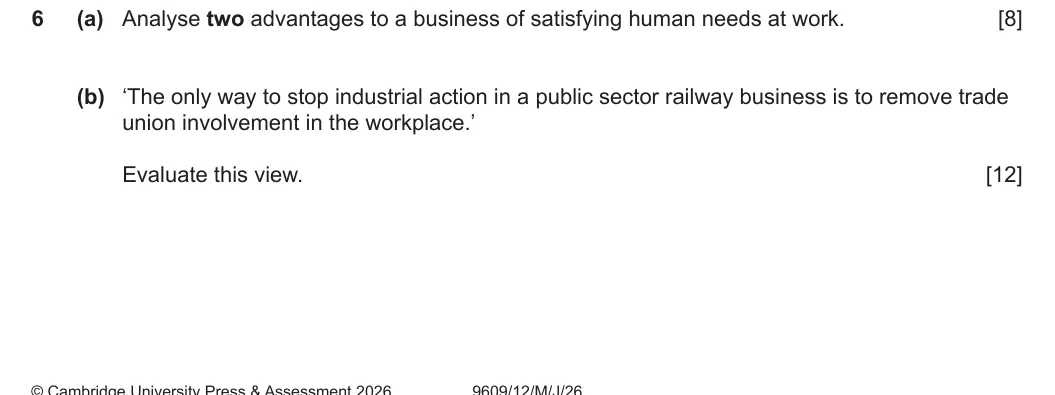 6 (a) Analyse two advantages to a business of satisfying human needs at work. [8]
(b) ‘The only way to stop industrial action in a public sector railway business is to remove trade
union involvement in the workplace.’
Evaluate this view. [12]
© Cambridge University Press & Assessment 2026 9609/12/M/J/26